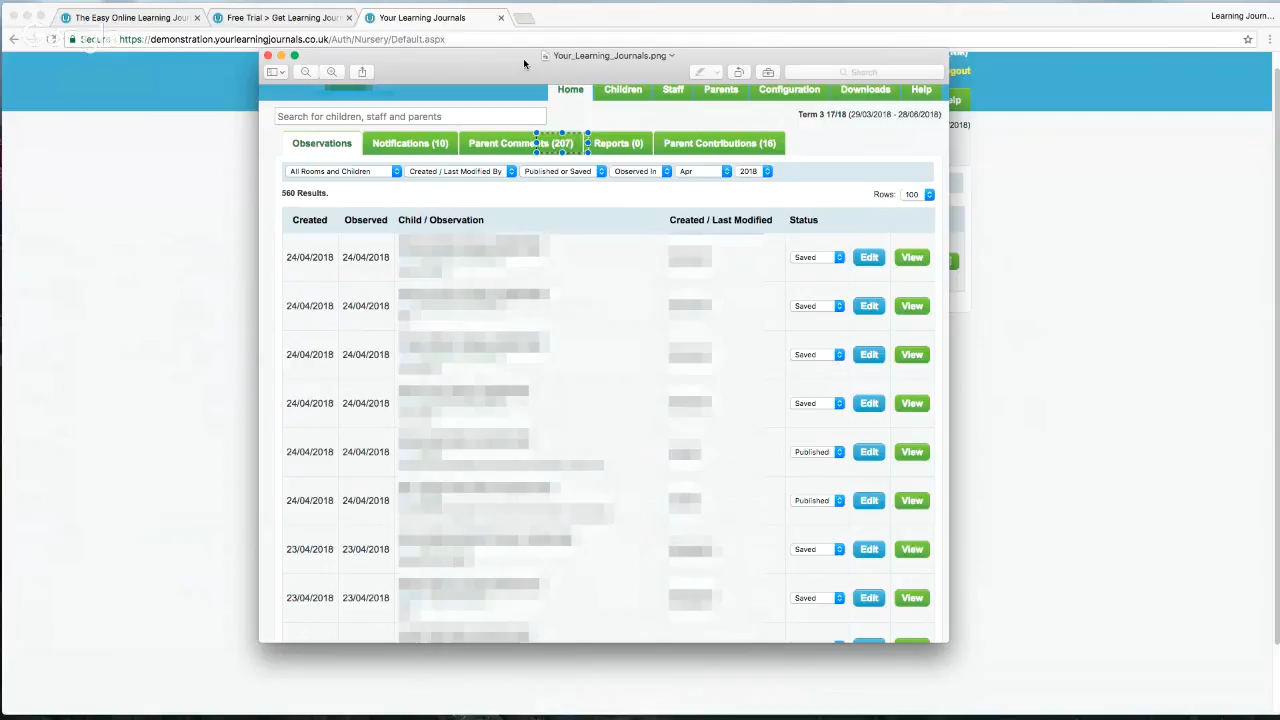 The Easy Online Learning Jou
Free Trial > Get Learning Jour
Your Learning Journals
Learning Journ...
Secure https://demonstration.yourlearningjournals.co.uk/Auth/Nursery/Default.aspx
Your_Learning_Journals.png
Search
Home Children Staff Parents Configuration Downloads Help
Search for children, staff and parents
Term 3 17/18 (29/03/2018 - 28/06/2018)
Observations Notifications (10) Parent Comments (207) Reports (0) Parent Contributions (16)
All Rooms and Children Created / Last Modified By Published or Saved Observed In Apr 2018
560 Results.
Rows: 100
Created Observed Child / Observation Created / Last Modified Status
24/04/2018 24/04/2018 Saved Edit View
24/04/2018 24/04/2018 Saved Edit View
24/04/2018 24/04/2018 Saved Edit View
24/04/2018 24/04/2018 Saved Edit View
24/04/2018 24/04/2018 Published Edit View
24/04/2018 24/04/2018 Published Edit View
23/04/2018 23/04/2018 Saved Edit View
23/04/2018 23/04/2018 Saved Edit View